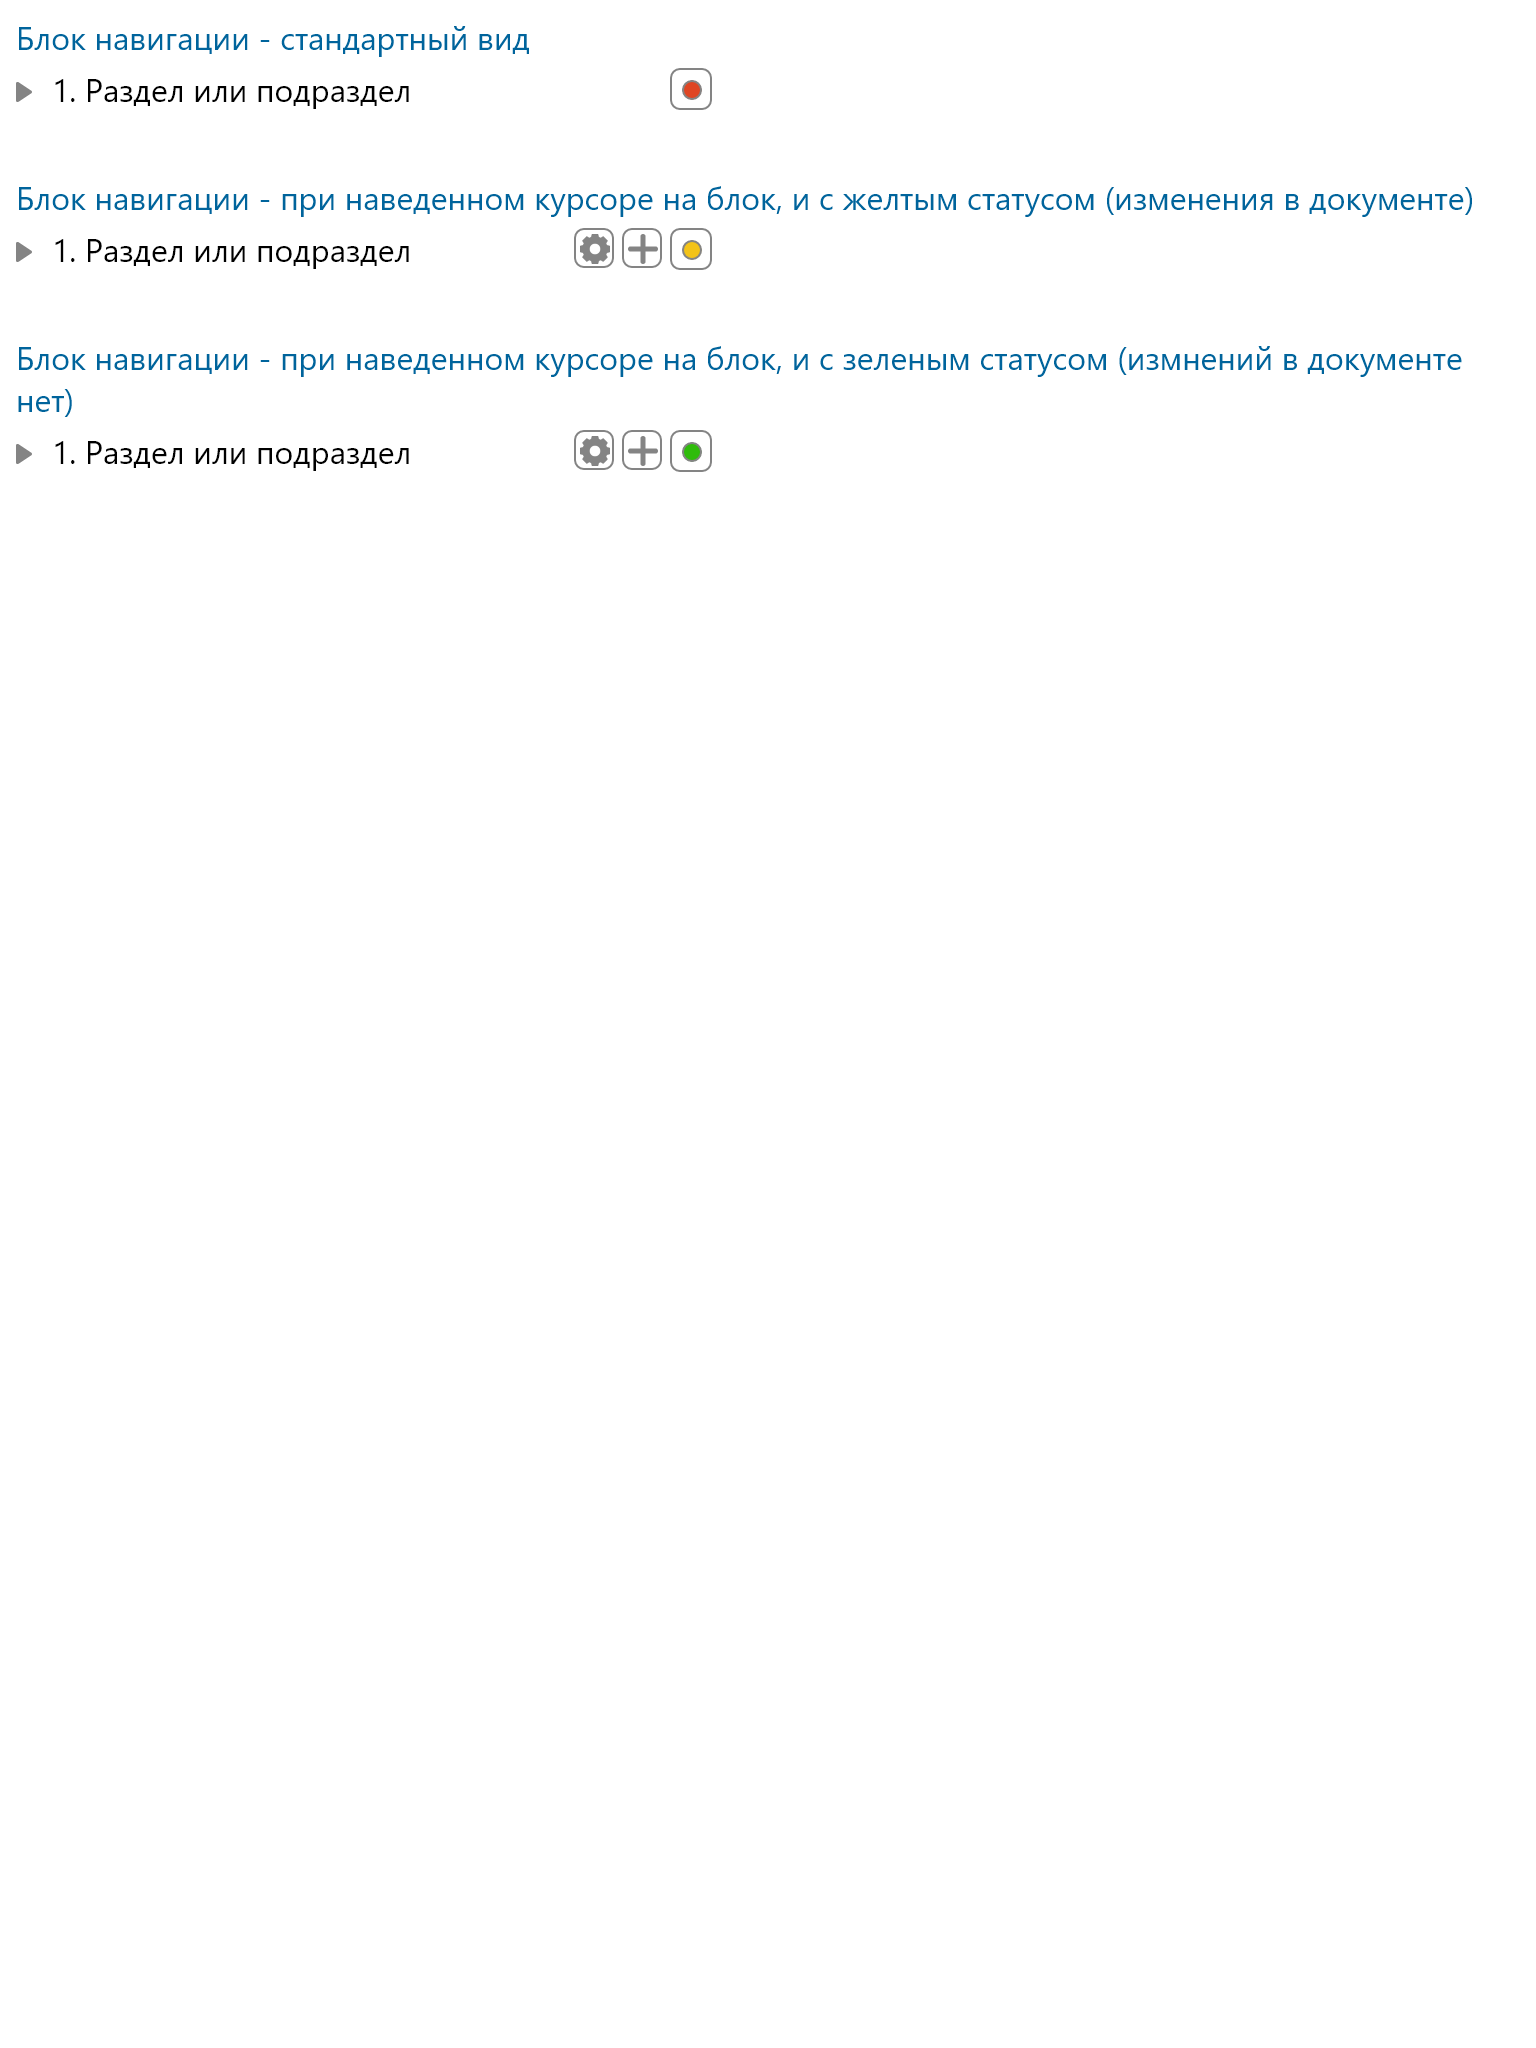 Блок навигации - стандартный вид
1. Раздел или подраздел
Блок навигации - при наведенном курсоре на блок, и с желтым статусом (изменения в документе)
1. Раздел или подраздел
Блок навигации - при наведенном курсоре на блок, и с зеленым статусом (измнений в документе
нет)
1. Раздел или подраздел